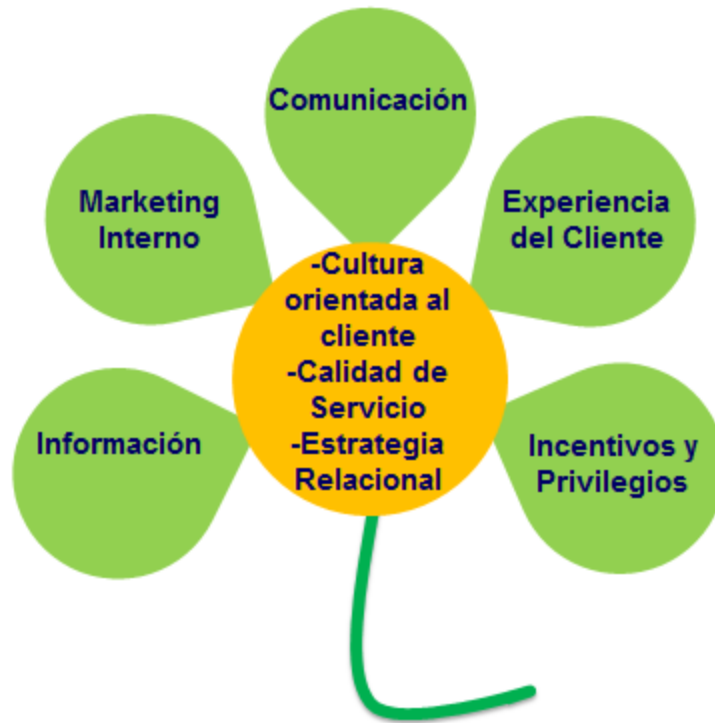 Comunicación
Marketing
Interno
Experiencia
del Cliente
-Cultura
orientada al
cliente
-Calidad de
Servicio
-Estrategia
Relacional
Información
Incentivos y
Privilegios